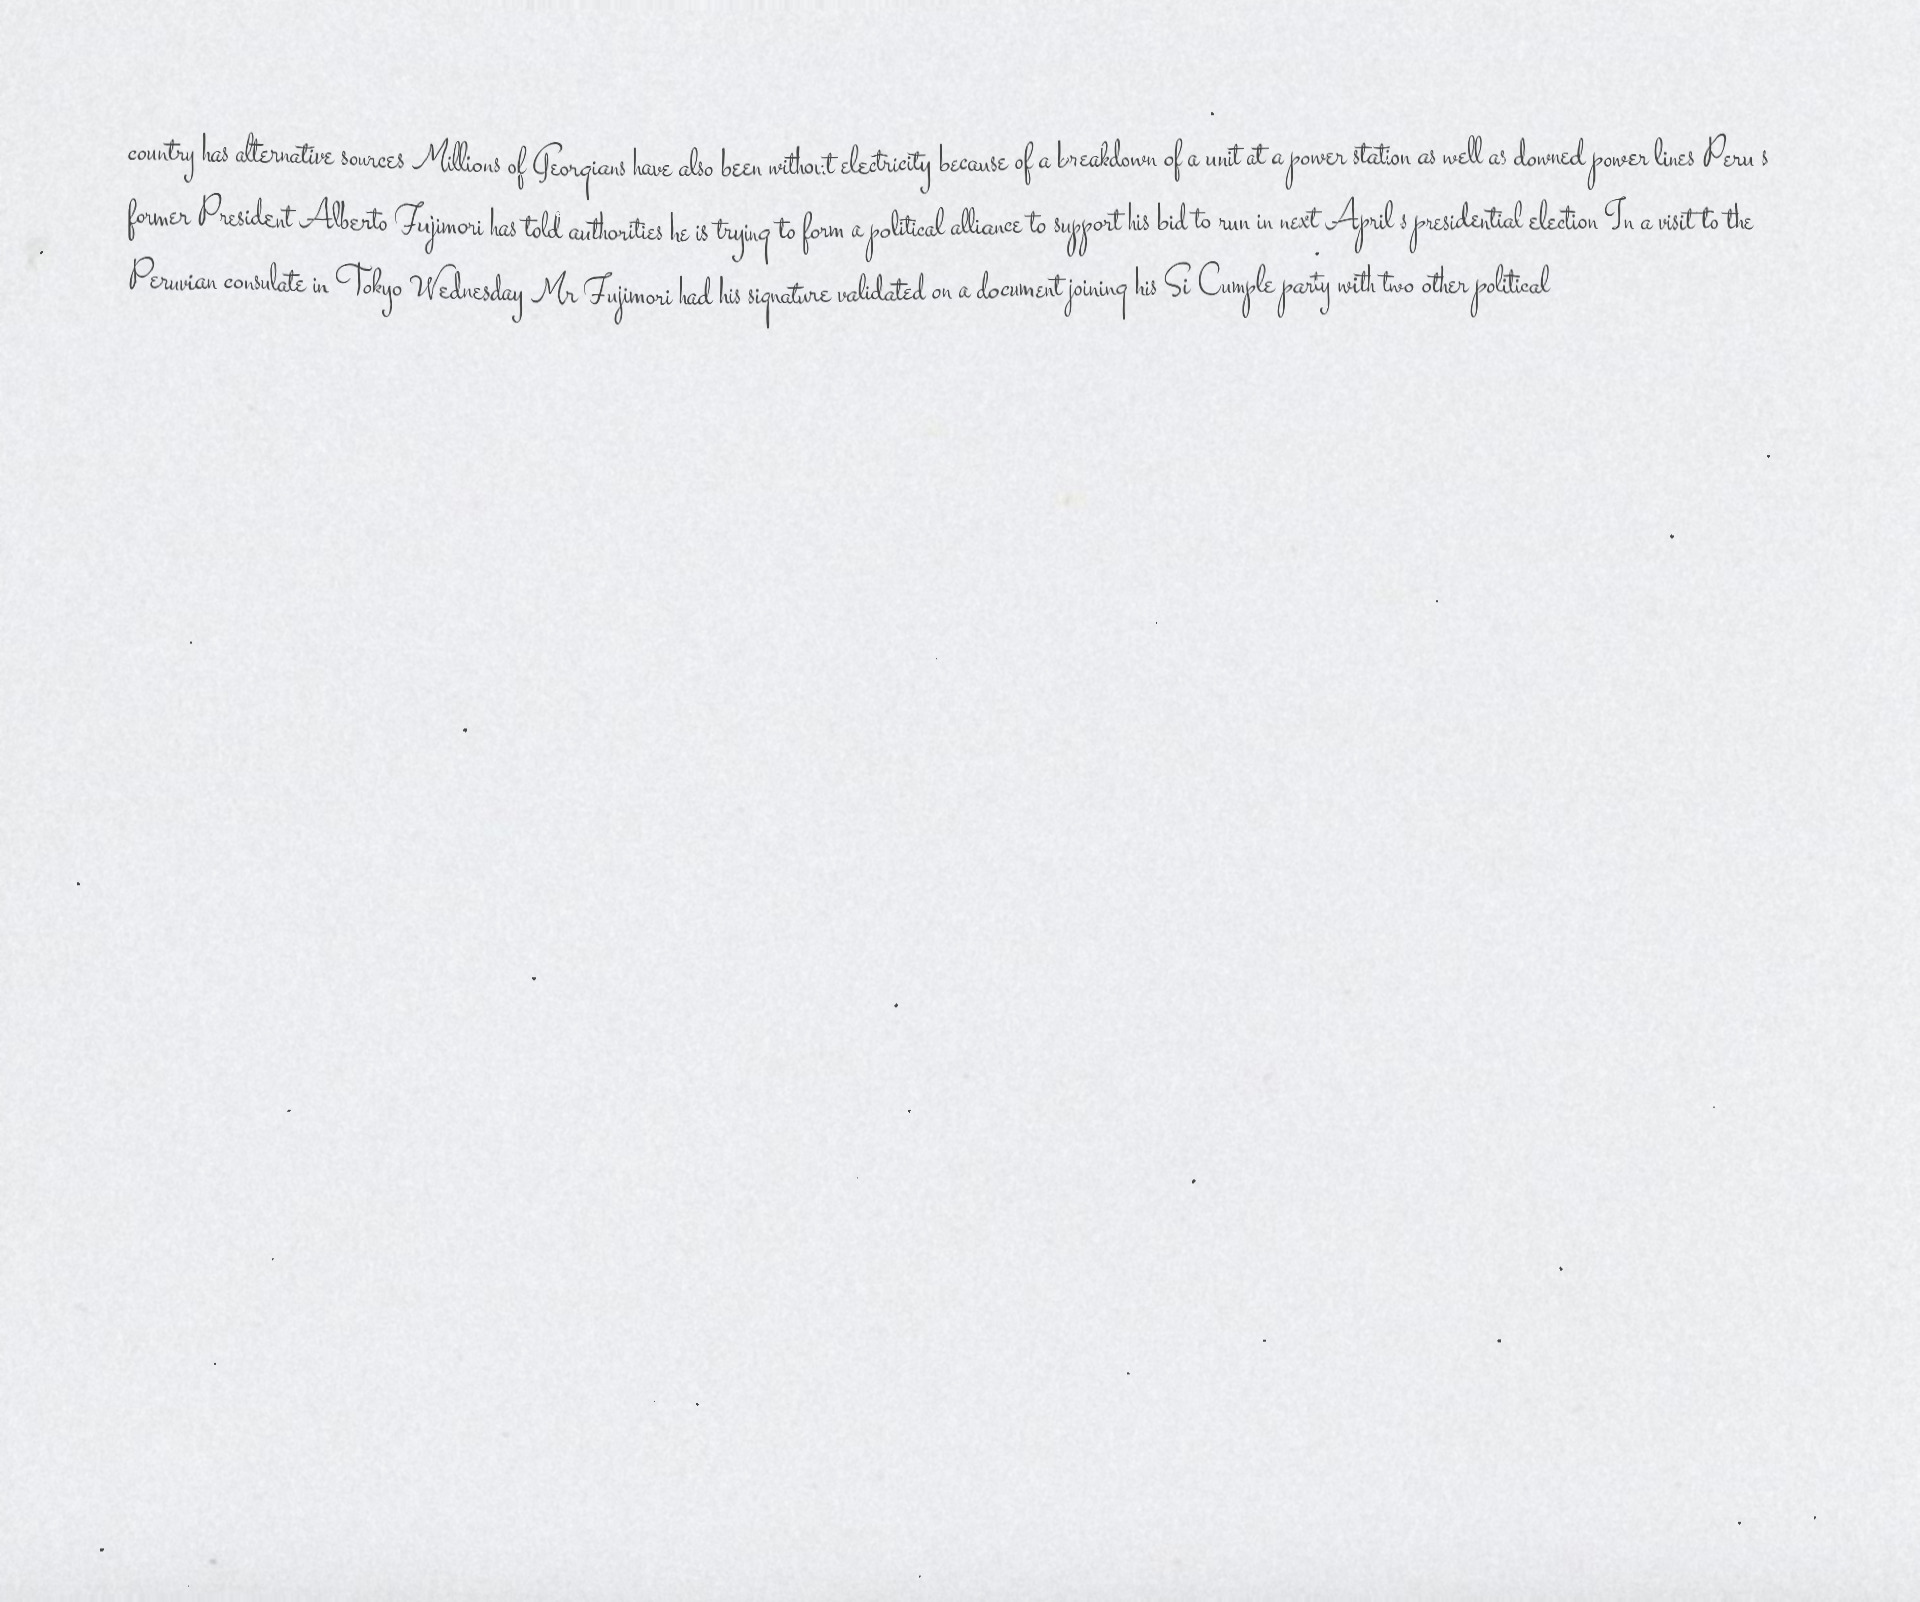 country has alternative sources Millions of Georgians have also been without electricity because of a breakdown of a unit at a power station as well as downed power lines Peru s
former President Alberto Fujimori has told authorities he is trying to form a political alliance to support his bid to run in next April s presidential election In a visit to the
Peruvian consulate in Tokyo Wednesday Mr Fujimori had his signature validated on a document joining his Si Cumple party with two other political